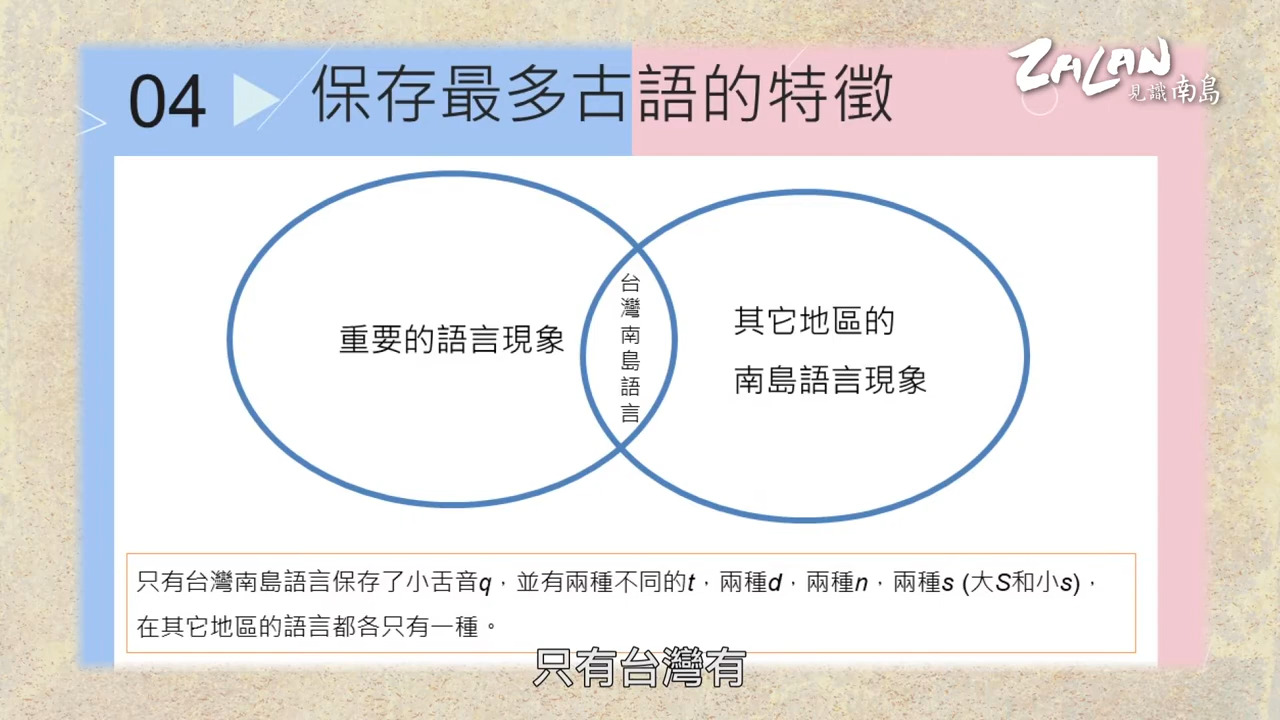 04
保存最多古語的特徵
ZALAN
見識南島
重要的語言現象
台灣南島語言
其它地區的
南島語言現象
只有台灣南島語言保存了小舌音q，並有兩種不同的t，兩種d，兩種n，兩種s (大S和小s)，
在其它地區的語言都各只有一種。
只有台灣有